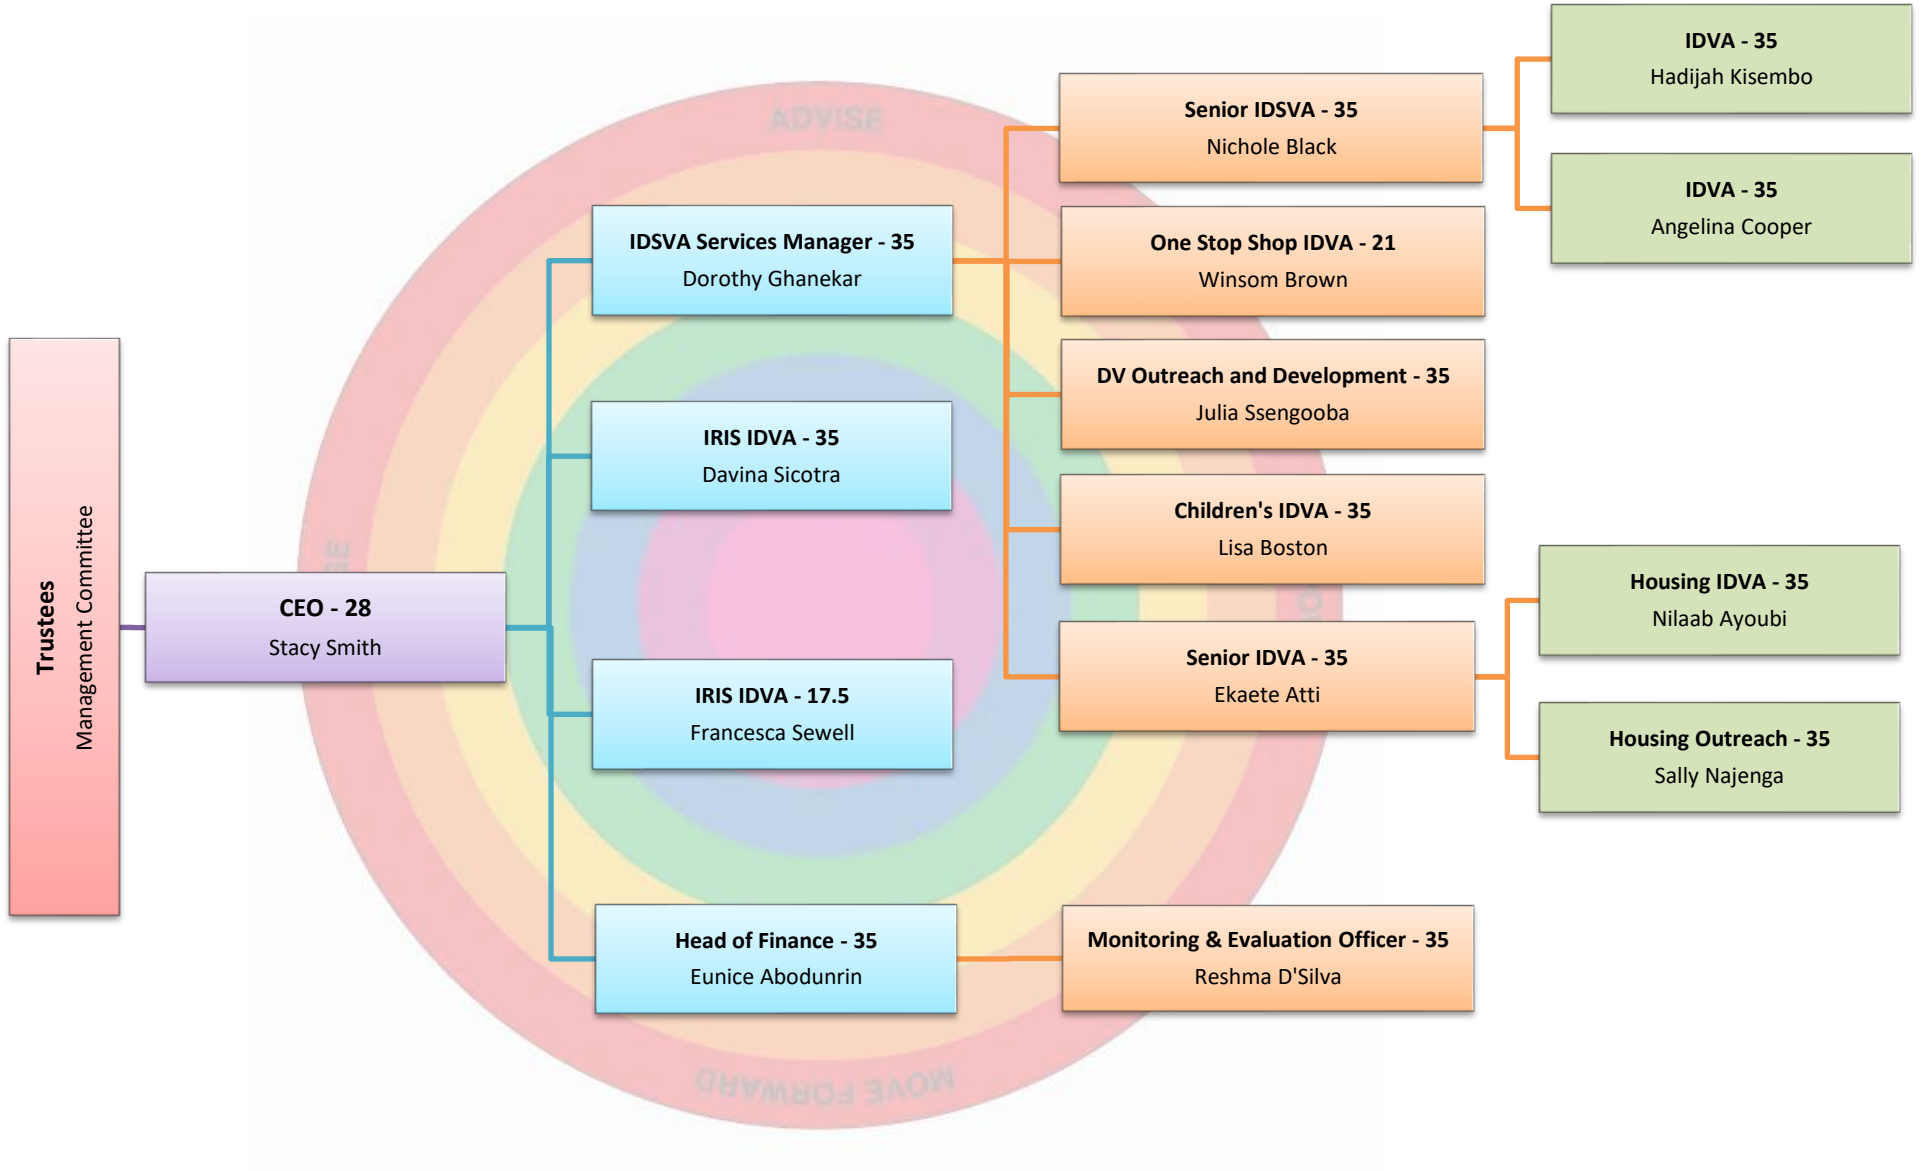 Trustees
Management Committee
CEO - 28
Stacy Smith
IDSVA Services Manager - 35
Dorothy Ghanekar
IRIS IDVA - 35
Davina Sicotra
IRIS IDVA - 17.5
Francesca Sewell
Head of Finance - 35
Eunice Abodunrin
Senior IDSVA - 35
Nichole Black
One Stop Shop IDVA - 21
Winsom Brown
DV Outreach and Development - 35
Julia Ssengooba
Children's IDVA - 35
Lisa Boston
Senior IDVA - 35
Ekaete Atti
Monitoring & Evaluation Officer - 35
Reshma D'Silva
IDVA - 35
Hadijah Kisembo
IDVA - 35
Angelina Cooper
Housing IDVA - 35
Nilaab Ayoubi
Housing Outreach - 35
Sally Najenga
ADVISE
MOVE FORWARD